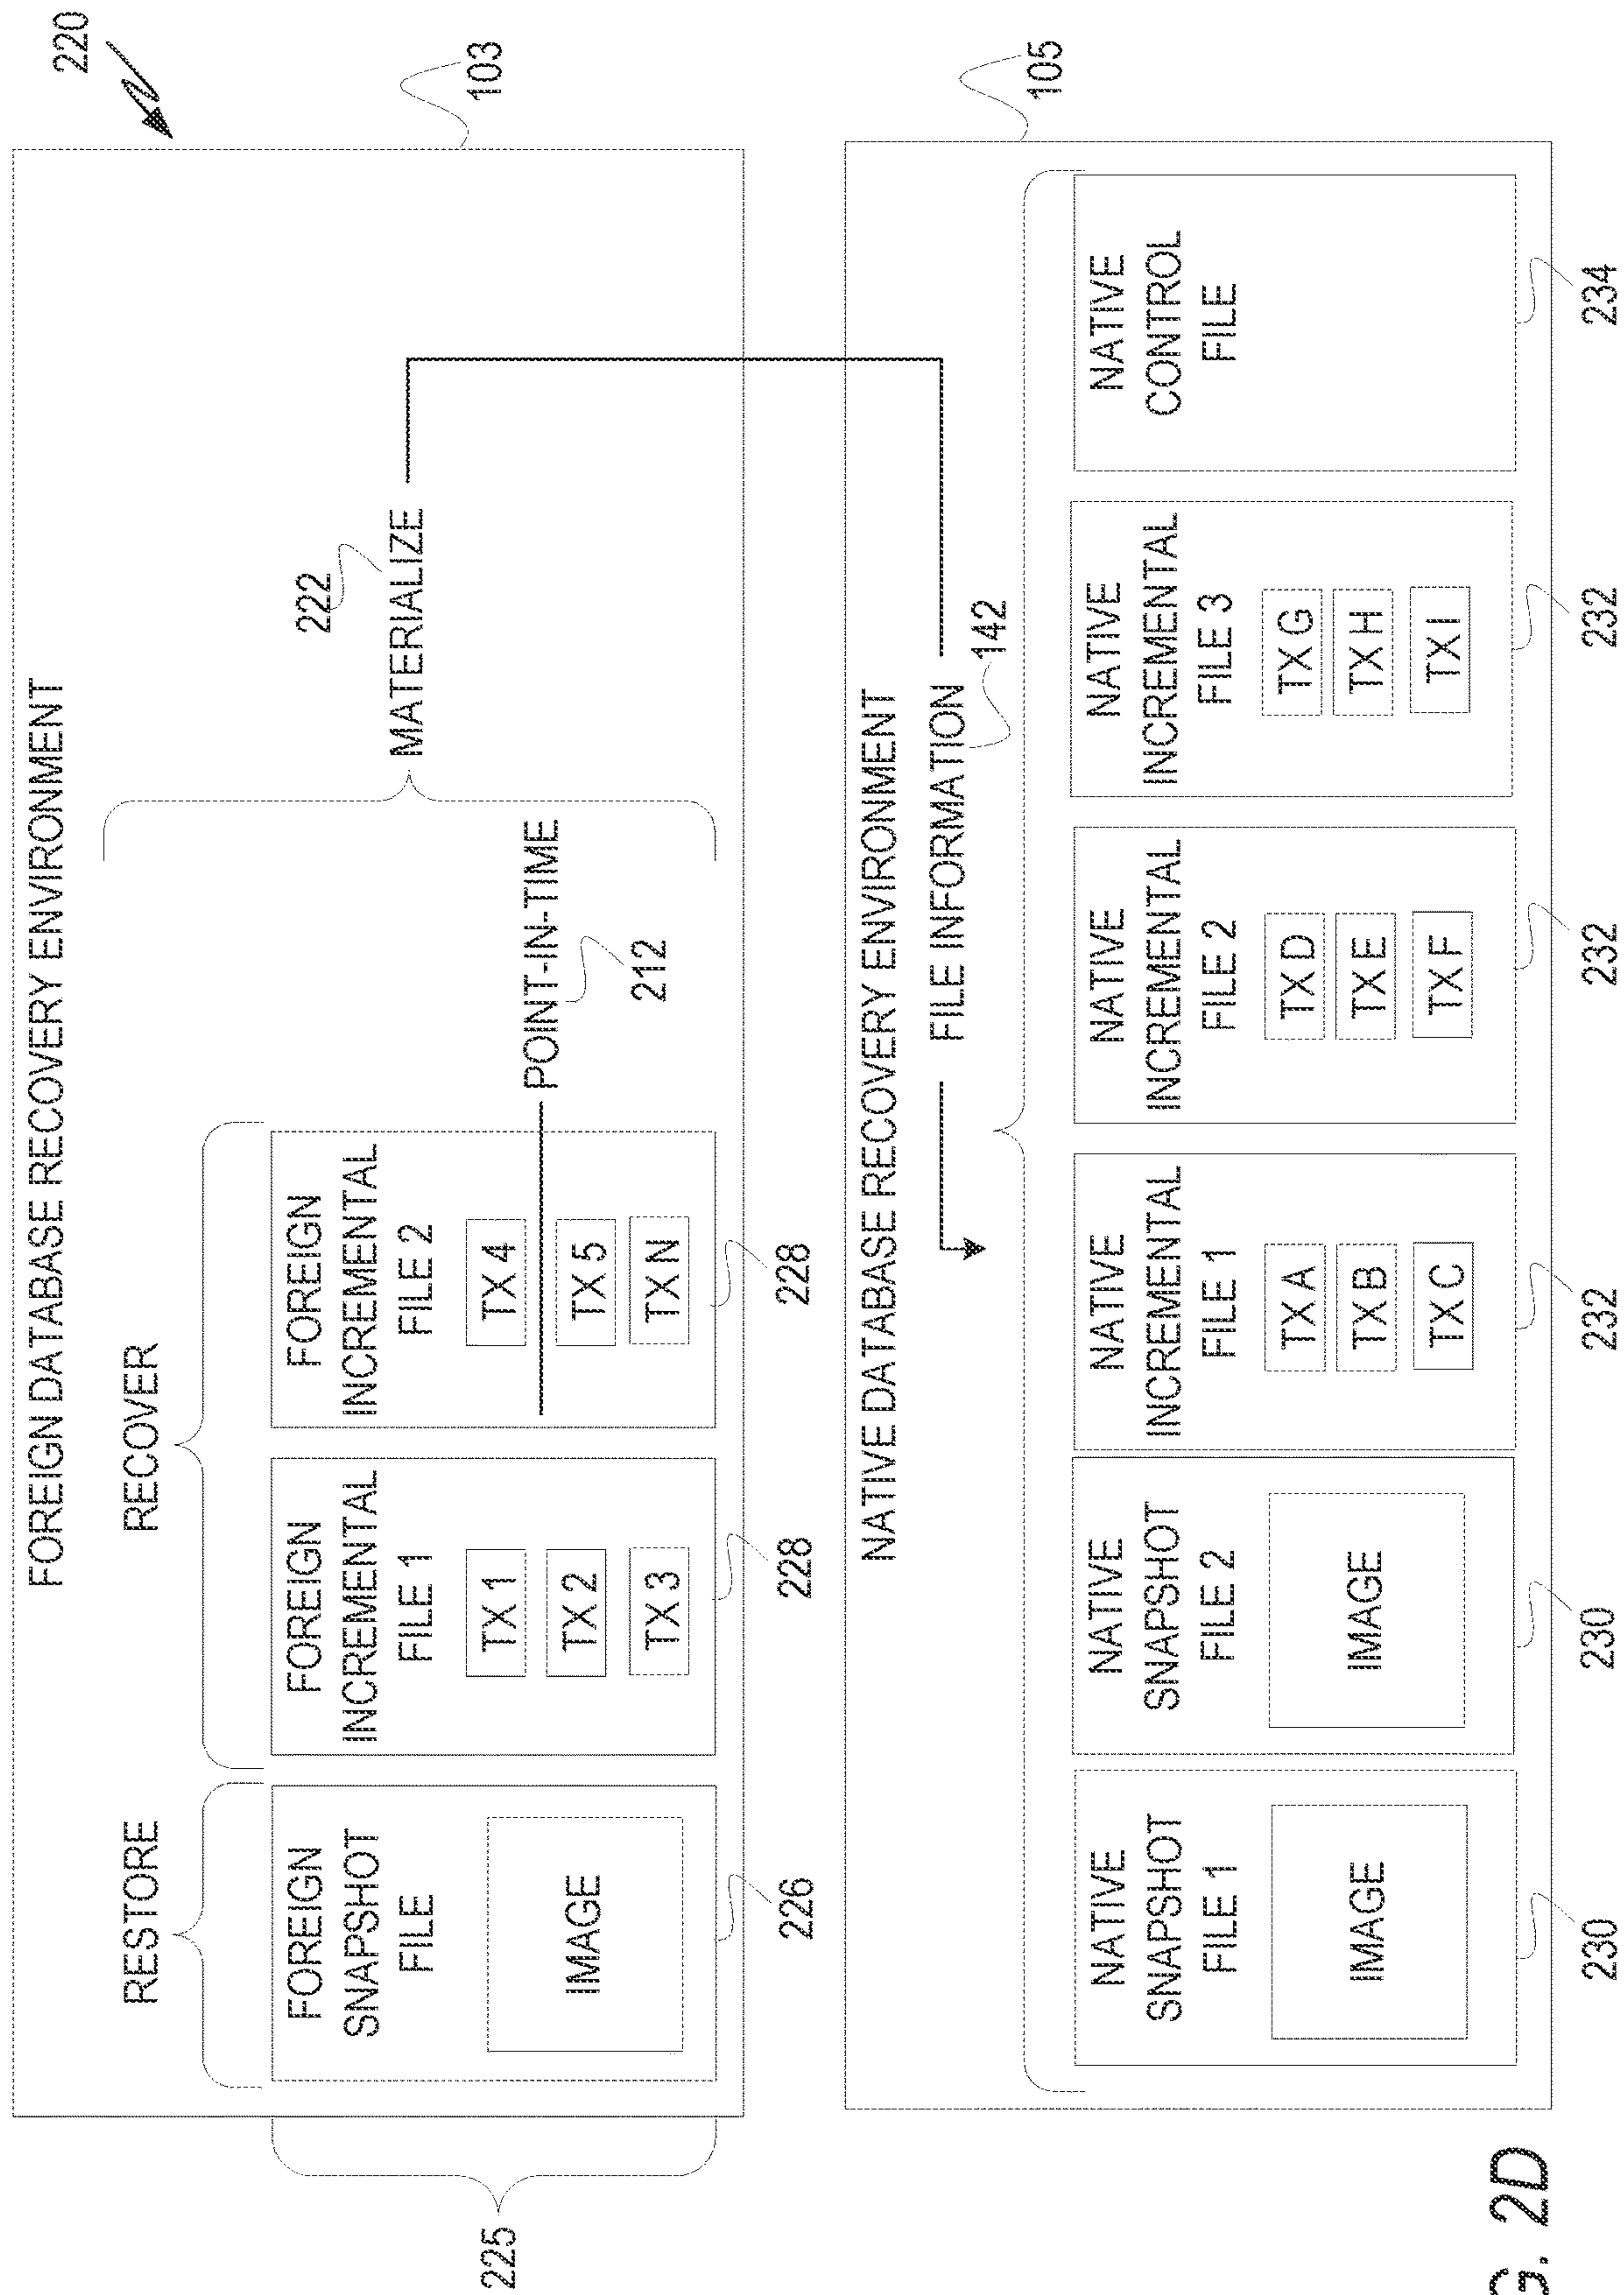 220
FOREIGN DATABASE RECOVERY ENVIRONMENT
103
RESTORE
RECOVER
FOREIGN
SNAPSHOT
FILE
IMAGE
226
FOREIGN
INCREMENTAL
FILE 1
TX 1
TX 2
TX 3
228
FOREIGN
INCREMENTAL
FILE 2
TX 4
TX 5
TX N
228
POINT-IN-TIME
212
222
MATERIALIZE
225
NATIVE DATABASE RECOVERY ENVIRONMENT
105
FILE INFORMATION
142
NATIVE
SNAPSHOT
FILE 1
IMAGE
230
NATIVE
SNAPSHOT
FILE 2
IMAGE
230
NATIVE
INCREMENTAL
FILE 1
TX A
TX B
TX C
232
NATIVE
INCREMENTAL
FILE 2
TX D
TX E
TX F
232
NATIVE
INCREMENTAL
FILE 3
TX G
TX H
TX I
232
NATIVE
CONTROL
FILE
234
G. 2D